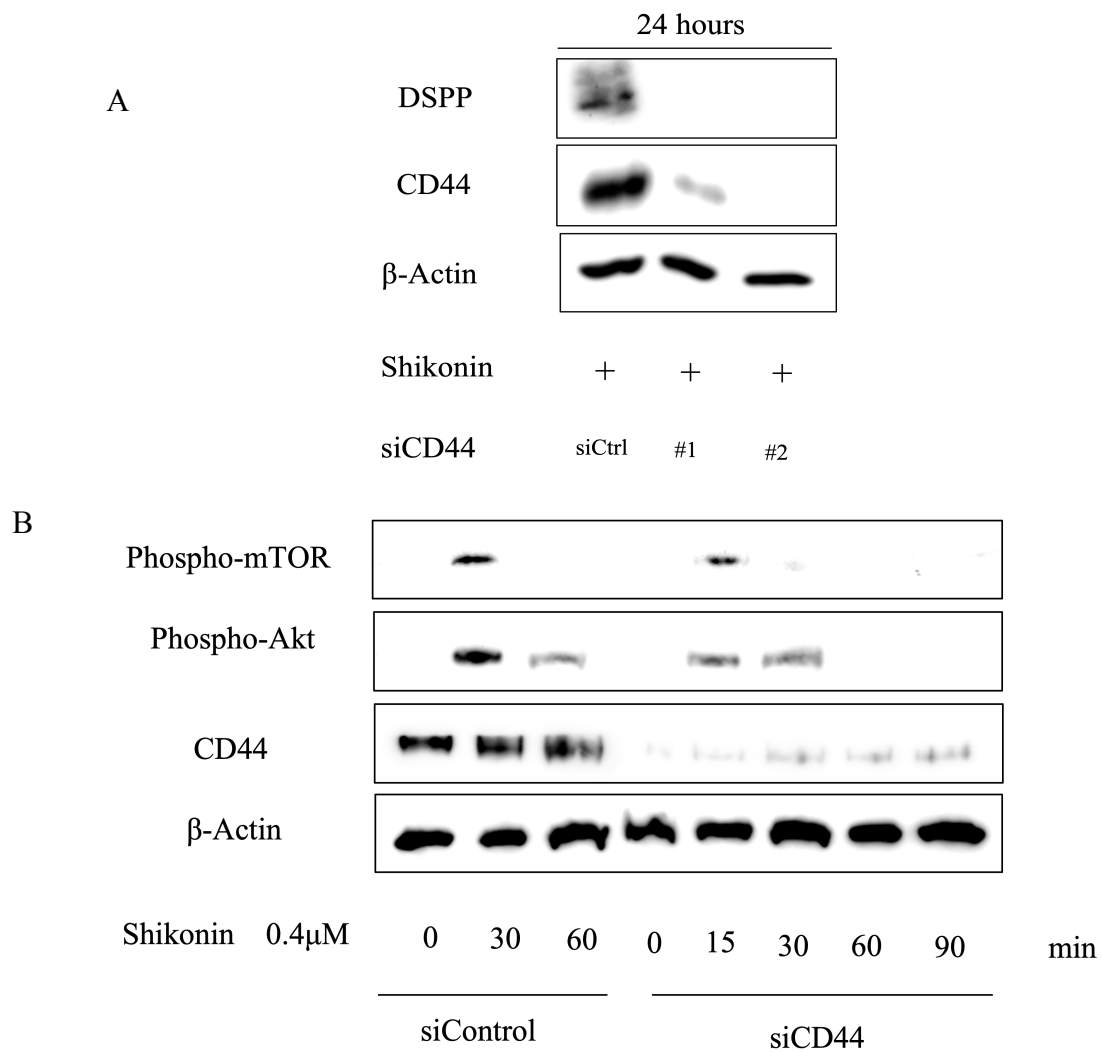 24 hours
A
DSPP
CD44
β-Actin
Shikonin + + +
siCD44 siCtrl #1 #2
B
Phospho-mTOR
Phospho-Akt
CD44
β-Actin
Shikonin 0.4μM 0 30 60 0 15 30 60 90 min
siControl siCD44